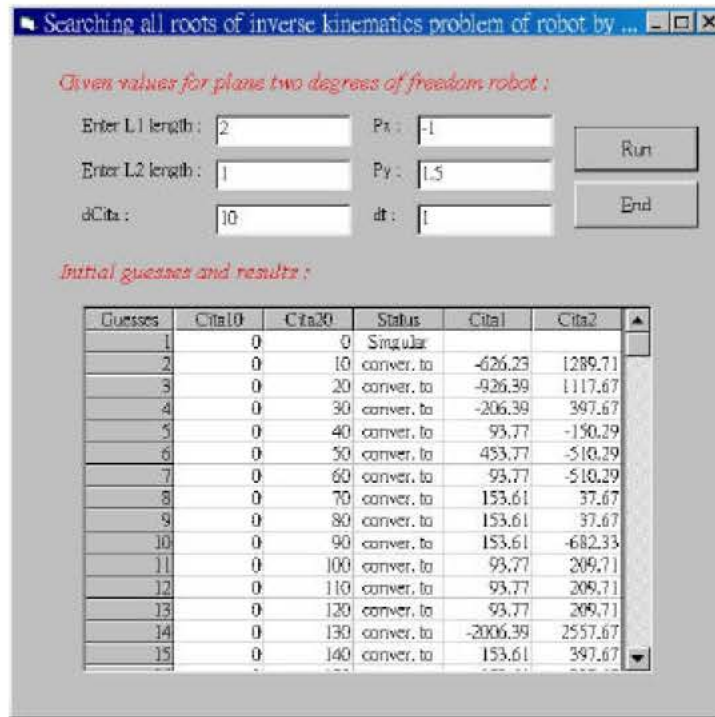 Searching all roots of inverse kinematics problem of robot by ...
Given values for plane two degrees of freedom robot :
Enter L1 length : 2 Px : -1
Run
Enter L2 length : 1 Py : 1.5
dCita : 10 dt : 1
End
Initial guesses and results :
Guesses Cita10 Cita20 Status Cita1 Cita2
1 0 0 Singular
2 0 10 conver. to -626.23 1289.71
3 0 20 conver. to -926.39 1117.67
4 0 30 conver. to -206.39 397.67
5 0 40 conver. to 93.77 -150.29
6 0 50 conver. to 453.77 -510.29
7 0 60 conver. to 93.77 -510.29
8 0 70 conver. to 153.61 37.67
9 0 80 conver. to 153.61 37.67
10 0 90 conver. to 153.61 -682.33
11 0 100 conver. to 93.77 209.71
12 0 110 conver. to 93.77 209.71
13 0 120 conver. to 93.77 209.71
14 0 130 conver. to -2006.39 2557.67
15 0 140 conver. to 153.61 397.67